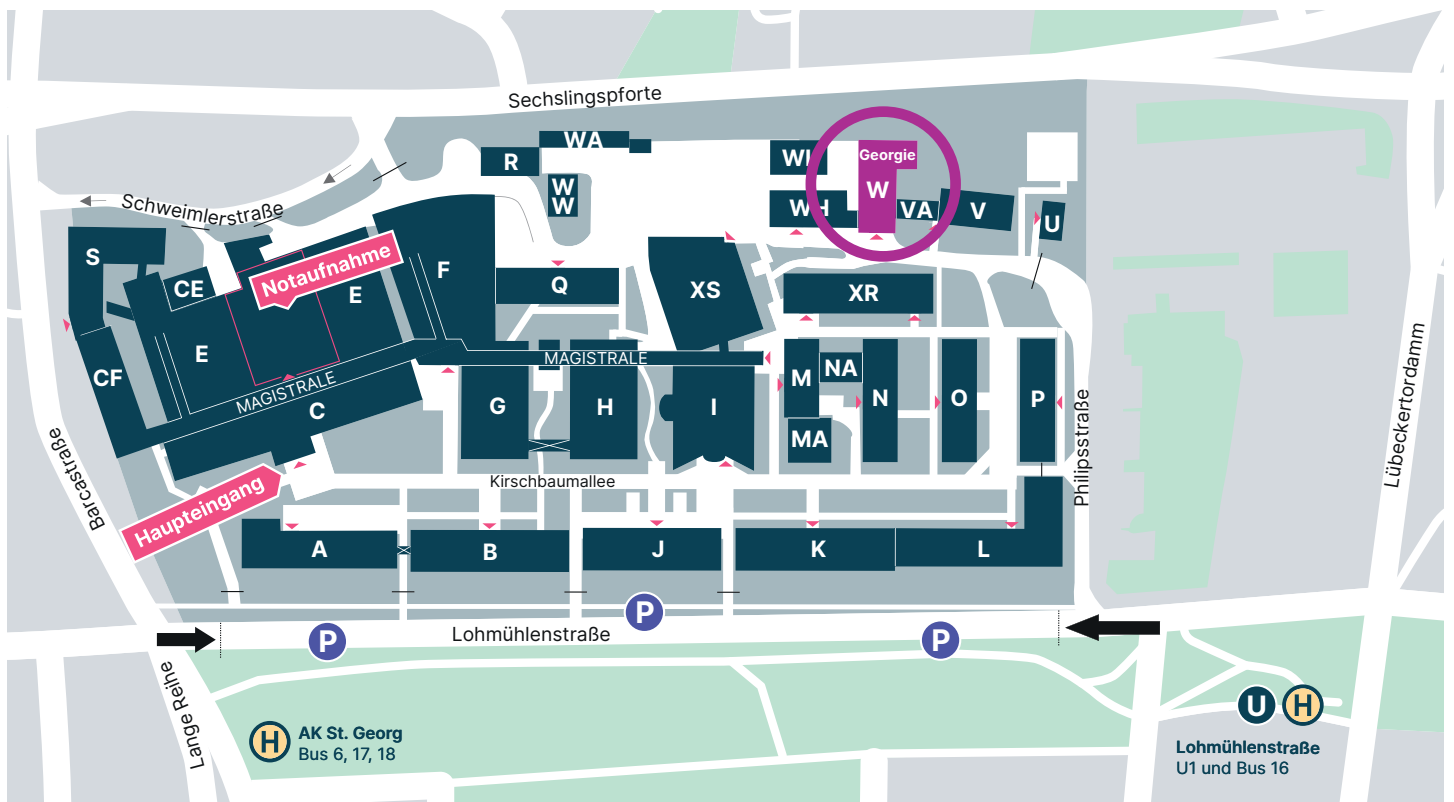 Sechslingspforte
WA
R
W
W
WI
Georgie
W
WH
VA
V
U
Schweimlerstraße
S
CE
Notaufnahme
E
F
Q
XS
XR
E
CF
MAGISTRALE
MAGISTRALE
C
G
H
I
M
NA
MA
N
O
P
Philipsstraße
Lübeckertordamm
Barcastraße
Haupteingang
Kirschbaumallee
A
B
J
K
L
P
P
P
Lohmühlenstraße
Lange Reihe
H
AK St. Georg
Bus 6, 17, 18
U
H
Lohmühlenstraße
U1 und Bus 16